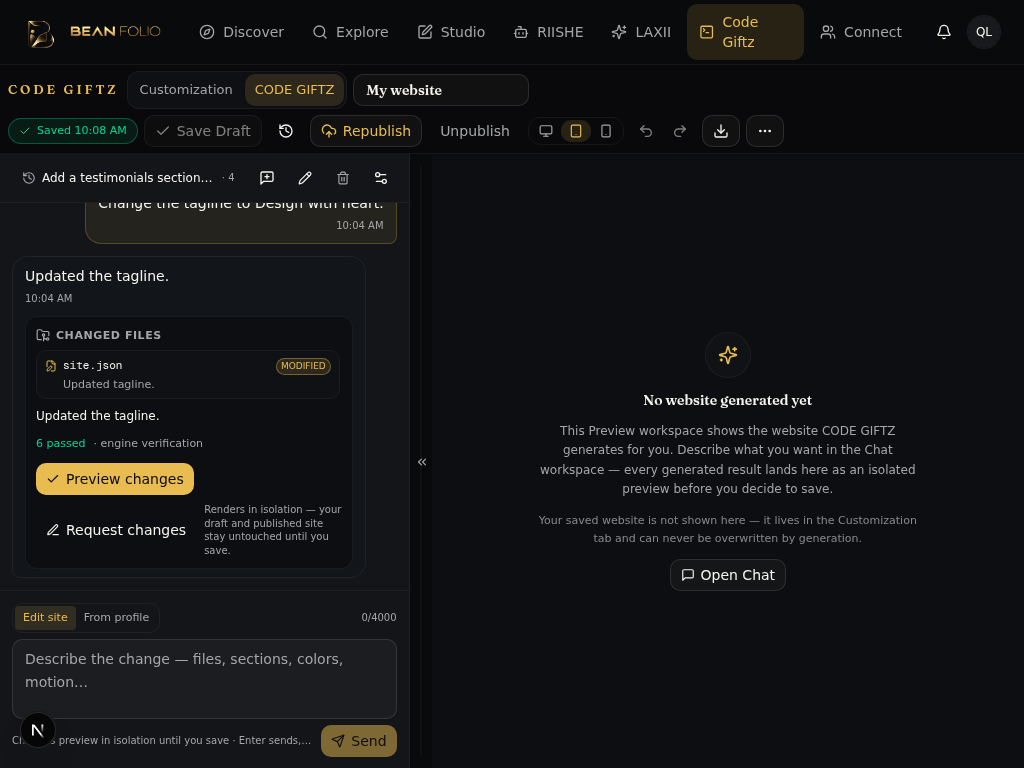 BEAN FOLIO
Discover
Explore
Studio
RIISHE
LAXII
Code
Giftz
Connect
QL
CODE GIFTZ
Customization
CODE GIFTZ
My website
Saved 10:08 AM
Save Draft
Republish
Unpublish
Add a testimonials section… · 4
Change the tagline to Design with heart.
10:04 AM
Updated the tagline.
10:04 AM
CHANGED FILES
site.json
MODIFIED
Updated tagline.
Updated the tagline.
6 passed · engine verification
Preview changes
Request changes
Renders in isolation — your
draft and published site
stay untouched until you
save.
Edit site
From profile
0/4000
Describe the change — files, sections, colors,
motion…
N
preview in isolation until you save · Enter sends,…
Send
«
No website generated yet
This Preview workspace shows the website CODE GIFTZ
generates for you. Describe what you want in the Chat
workspace — every generated result lands here as an isolated
preview before you decide to save.
Your saved website is not shown here — it lives in the Customization
tab and can never be overwritten by generation.
Open Chat